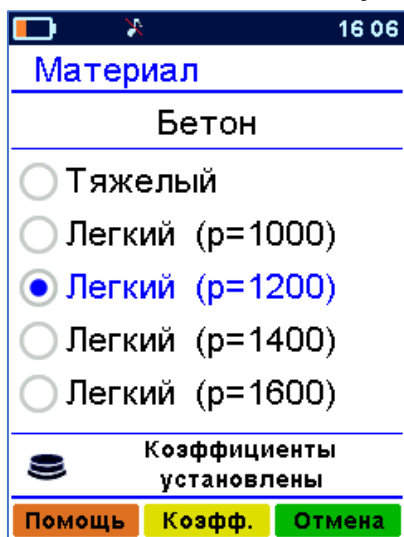 16 06
Материал
Бетон
Тяжелый
Легкий (р=1000)
Легкий (р=1200)
Легкий (р=1400)
Легкий (р=1600)
Коэффициенты
установлены
Помощь Коэфф. Отмена